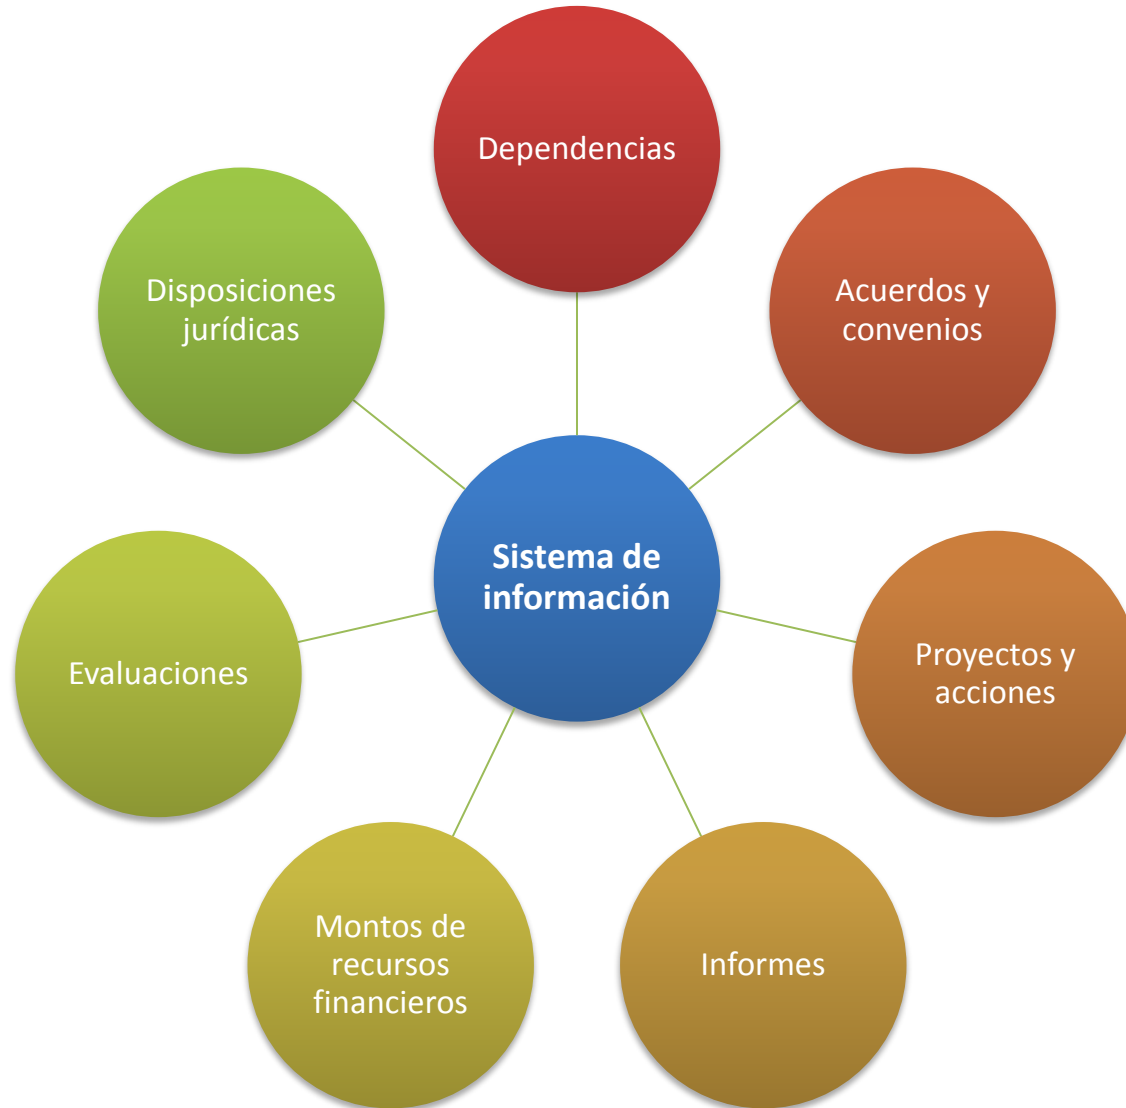 Dependencias
Acuerdos y
convenios
Proyectos y
acciones
Informes
Montos de
recursos
financieros
Evaluaciones
Disposiciones
jurídicas
Sistema de
información